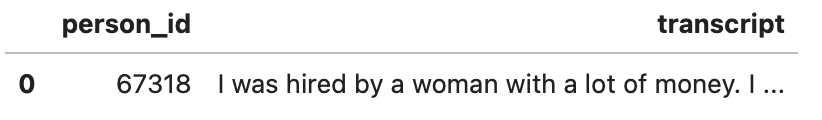 person_id transcript
0 67318 I was hired by a woman with a lot of money. I ...